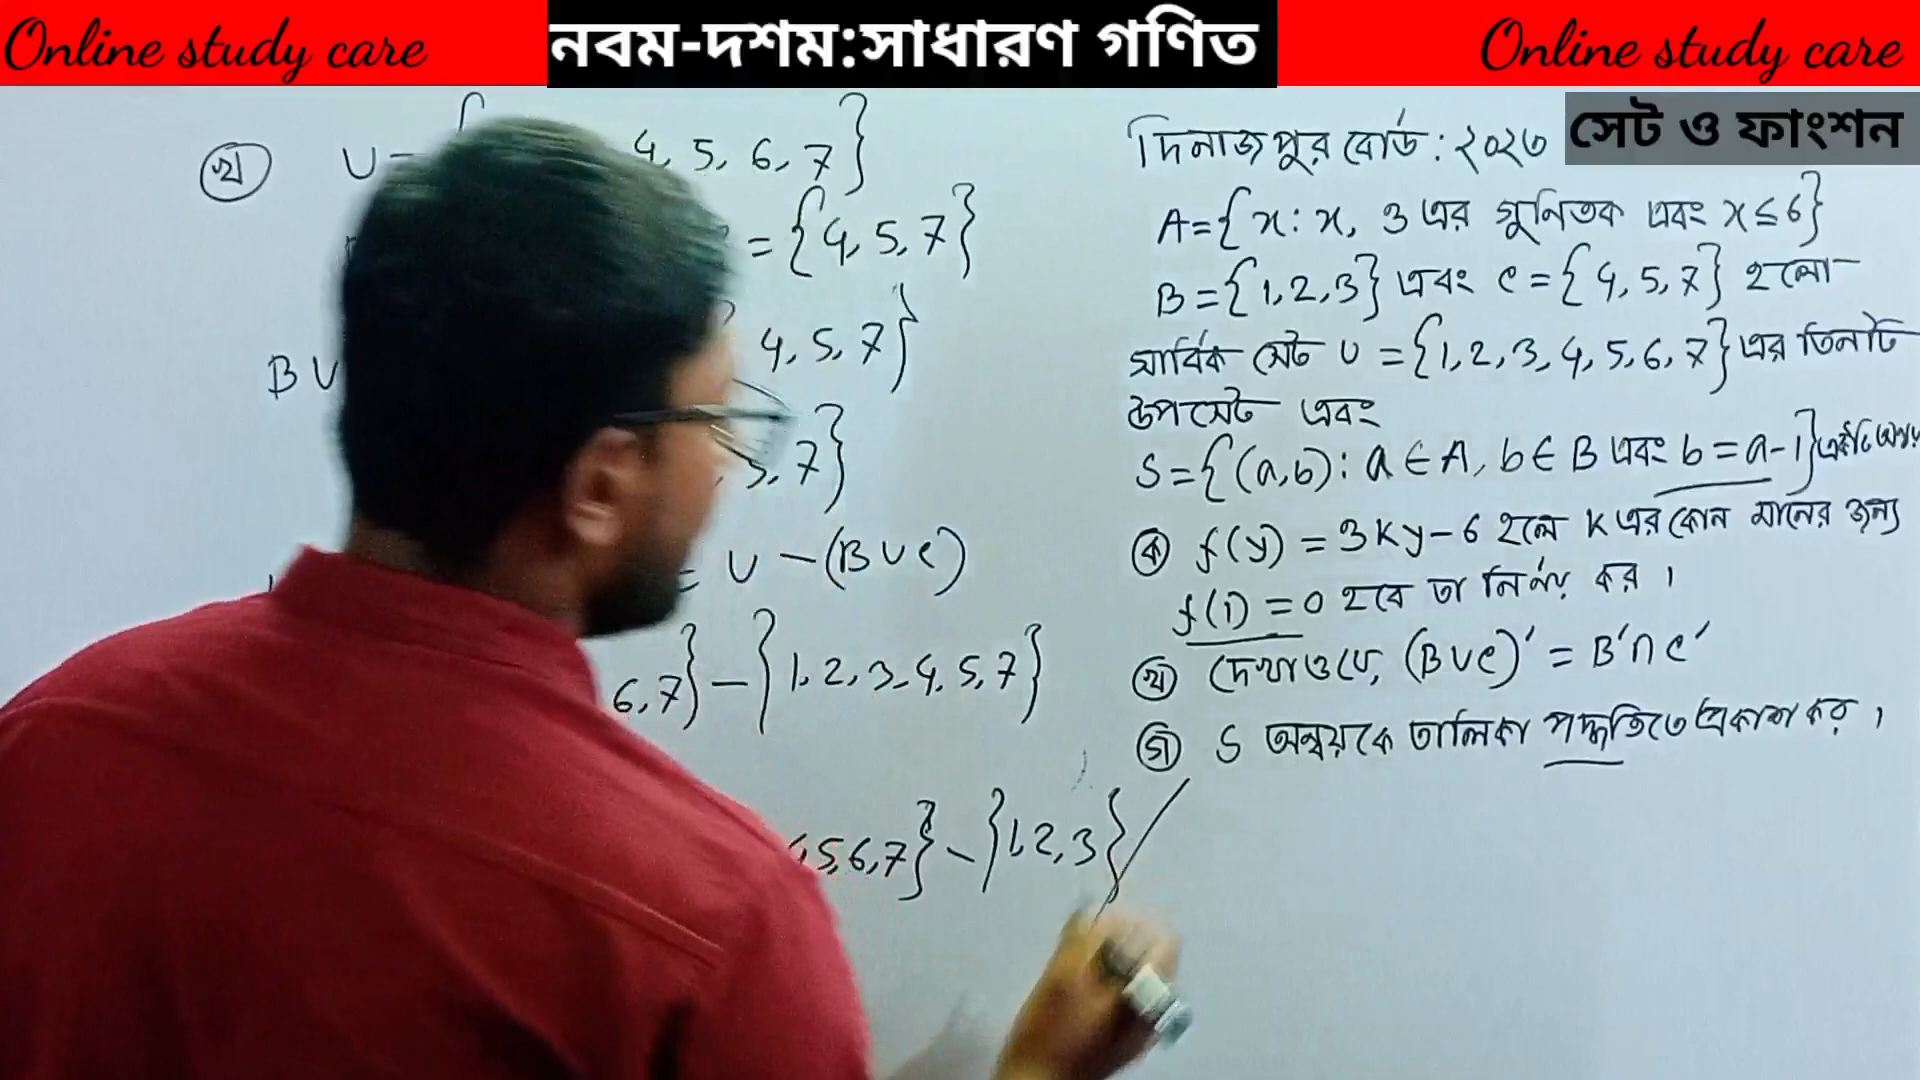 Online study care
নবম-দশম:সাধারণ গণিত
Online study care
সেট ও ফাংশন
খ U = { 4, 5, 6, 7}
= {4, 5, 7}
4, 5, 7}
B U
5, 7}
= U - (B U C)
6, 7} - {1, 2, 3, 4, 5, 7}
5, 6, 7} - {1, 2, 3}
দিনাজপুর বোর্ড : ২০২৩
A = {x : x, 3 এর গুনিতক এবং x ≤ 6}
B = {1, 2, 3} এবং C = {4, 5, 7} হলো
সার্বিক সেট U = {1, 2, 3, 4, 5, 6, 7} এর তিনটি
উপসেট এবং
S = {(a, b) : a ∈ A, b ∈ B এবং b = a - 1} একটি অন্বয়
ক f(y) = 3ky - 6 হলে k এর কোন মানের জন্য
f(1) = 0 হবে তা নির্ণয় কর।
খ দেখাও যে, (B U C)′ = B′ ∩ C′
গ S অন্বয়কে তালিকা পদ্ধতিতে প্রকাশ কর।